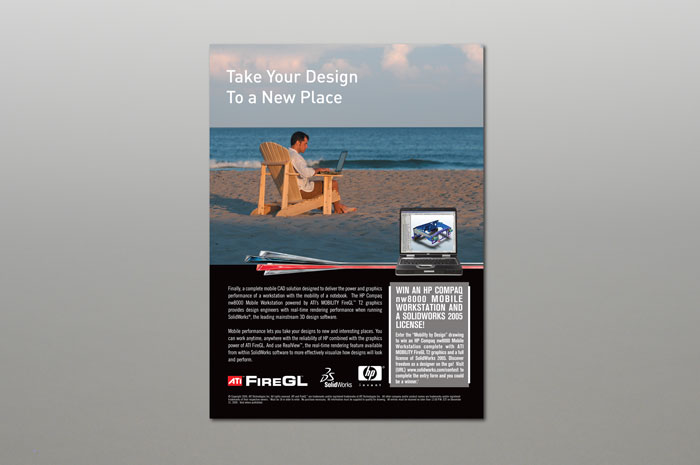 Take Your Design
To a New Place
Finally, a complete mobile CAD solution designed to deliver the power and graphics
performance of a workstation with the mobility of a notebook. The HP Compaq
nw8000 Mobile Workstation powered by ATI's MOBILITY FireGL™ T2 graphics
provides design engineers with real-time rendering performance when running
SolidWorks®, the leading mainstream 3D design software.
Mobile performance lets you take your designs to new and interesting places. You
can work anytime, anywhere with the reliability of HP combined with the graphics
power of ATI FireGL. And use RealView™, the real-time rendering feature available
from within SolidWorks software to more effectively visualize how designs will look
and perform.
WIN AN HP COMPAQ
nw8000 MOBILE
WORKSTATION AND
A SOLIDWORKS 2005
LICENSE!
Enter the "Mobility by Design" drawing
to win an HP Compaq nw8000 Mobile
Workstation complete with ATI
MOBILITY FireGL T2 graphics and a full
license of SolidWorks 2005. Discover
freedom as a designer on the go! Visit
(URL) www.solidworks.com/contest to
complete the entry form and you could
be a winner.*
ATI FIREGL™
SolidWorks
hp
invent